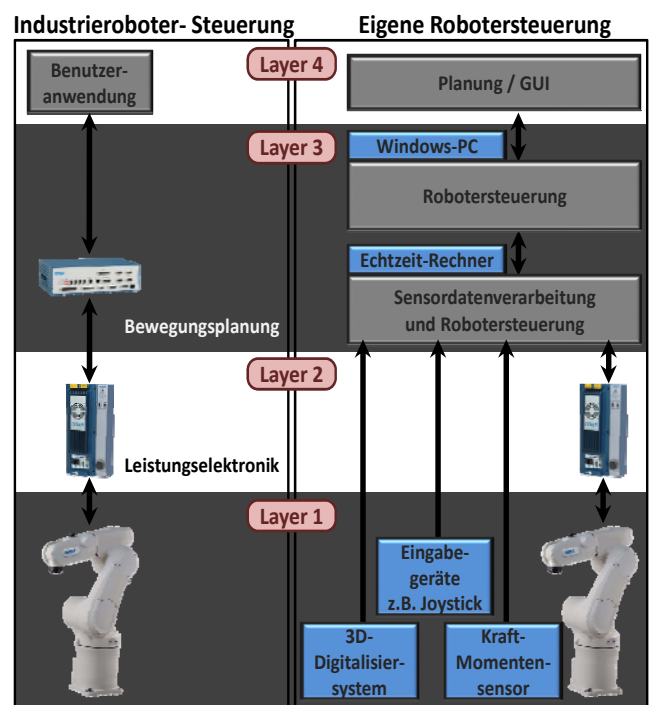 Industrieroboter- Steuerung
Eigene Robotersteuerung
Layer 4
Benutzer-
anwendung
Planung / GUI
Layer 3
Windows-PC
Robotersteuerung
Echtzeit-Rechner
Sensordatenverarbeitung
und Robotersteuerung
Bewegungsplanung
Layer 2
Leistungselektronik
Layer 1
Eingabe-
geräte
z.B. Joystick
3D-
Digitalisier-
system
Kraft-
Momenten-
sensor